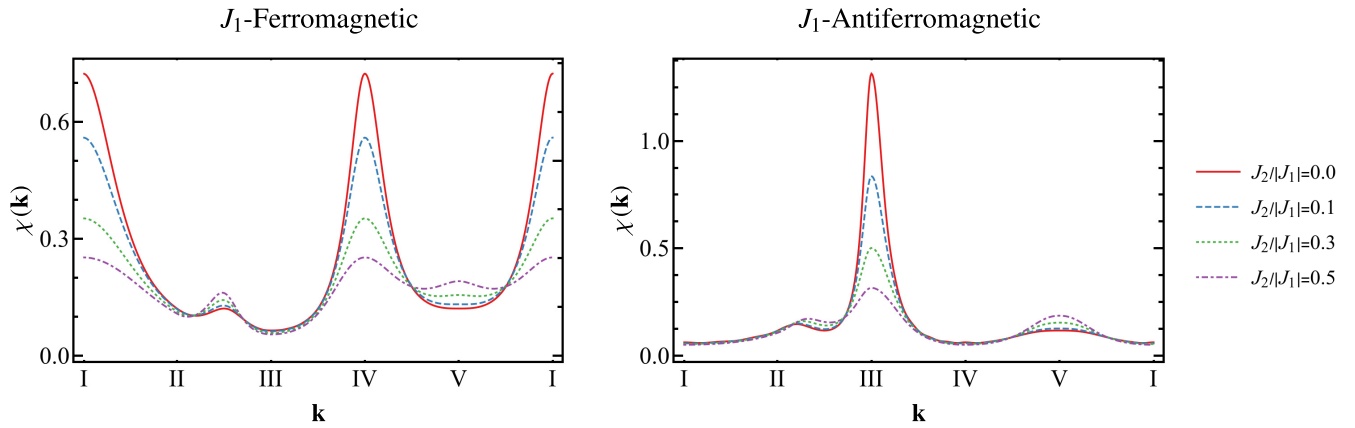 J₁-Ferromagnetic
χ(k)
0.6
0.3
0.0
I II III IV V I
k
J₁-Antiferromagnetic
χ(k)
1.0
0.5
0.0
I II III IV V I
k
J₂/|J₁|=0.0
J₂/|J₁|=0.1
J₂/|J₁|=0.3
J₂/|J₁|=0.5